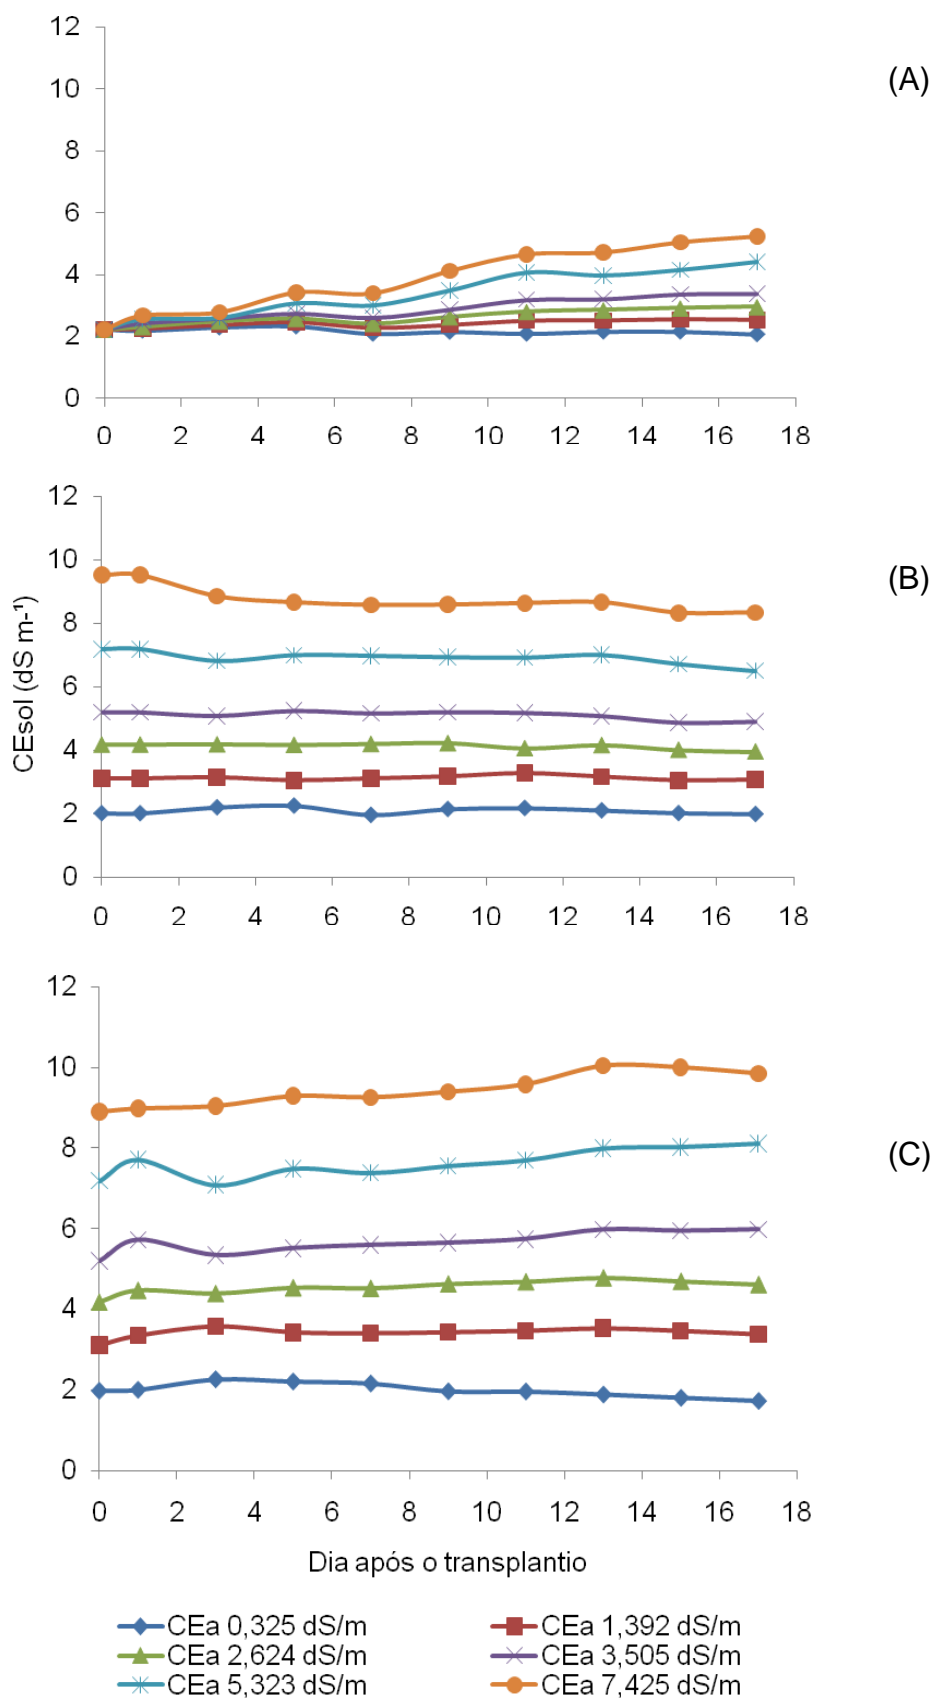 12
10
8
6
4
2
0
0 2 4 6 8 10 12 14 16 18
(A)
12
10
8
6
4
2
0
0 2 4 6 8 10 12 14 16 18
(B)
CEsol (dS m-¹)
12
10
8
6
4
2
0
0 2 4 6 8 10 12 14 16 18
(C)
Dia após o transplantio
CEa 0,325 dS/m
CEa 1,392 dS/m
CEa 2,624 dS/m
CEa 3,505 dS/m
CEa 5,323 dS/m
CEa 7,425 dS/m